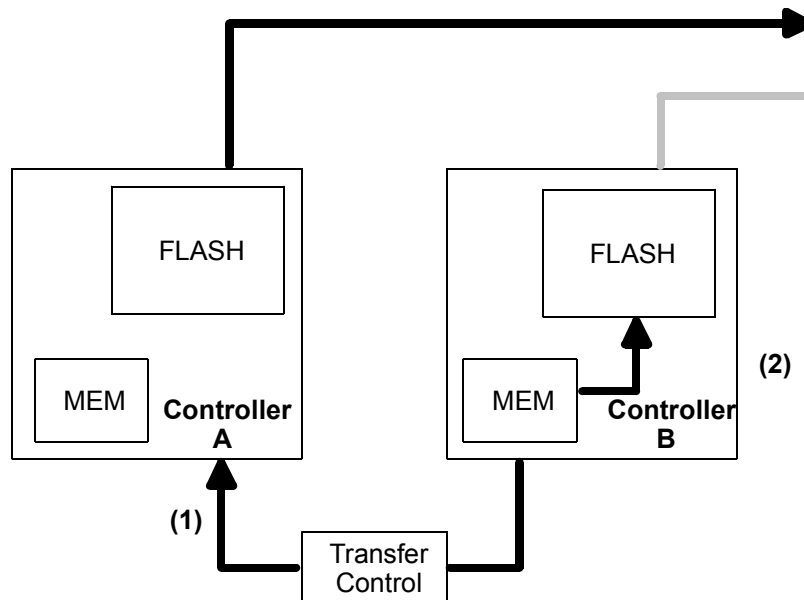 FLASH
FLASH
(2)
MEM
MEM
Controller
A
Controller
B
(1)
Transfer
Control